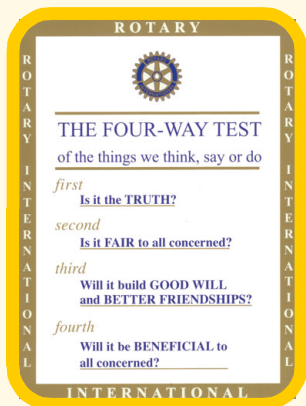 ROTARY
ROTARY INTERNATIONAL
THE FOUR-WAY TEST
of the things we think, say or do
first
Is it the TRUTH?
second
Is it FAIR to all concerned?
third
Will it build GOOD WILL
and BETTER FRIENDSHIPS?
fourth
Will it be BENEFICIAL to
all concerned?
ROTARY INTERNATIONAL
INTERNATIONAL